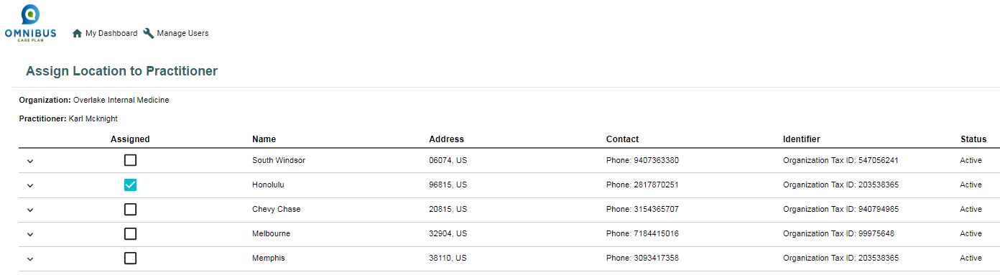 OMNIBUS
CARE PLAN
My Dashboard Manage Users
Assign Location to Practitioner
Organization: Overlake Internal Medicine
Practitioner: Karl Mcknight
Assigned Name Address Contact Identifier Status
South Windsor 06074, US Phone: 9407363380 Organization Tax ID: 547056241 Active
Honolulu 96815, US Phone: 2817870251 Organization Tax ID: 203538365 Active
Chevy Chase 20815, US Phone: 3154365707 Organization Tax ID: 940794985 Active
Melbourne 32904, US Phone: 7184415016 Organization Tax ID: 99975648 Active
Memphis 38110, US Phone: 3093417358 Organization Tax ID: 203538365 Active